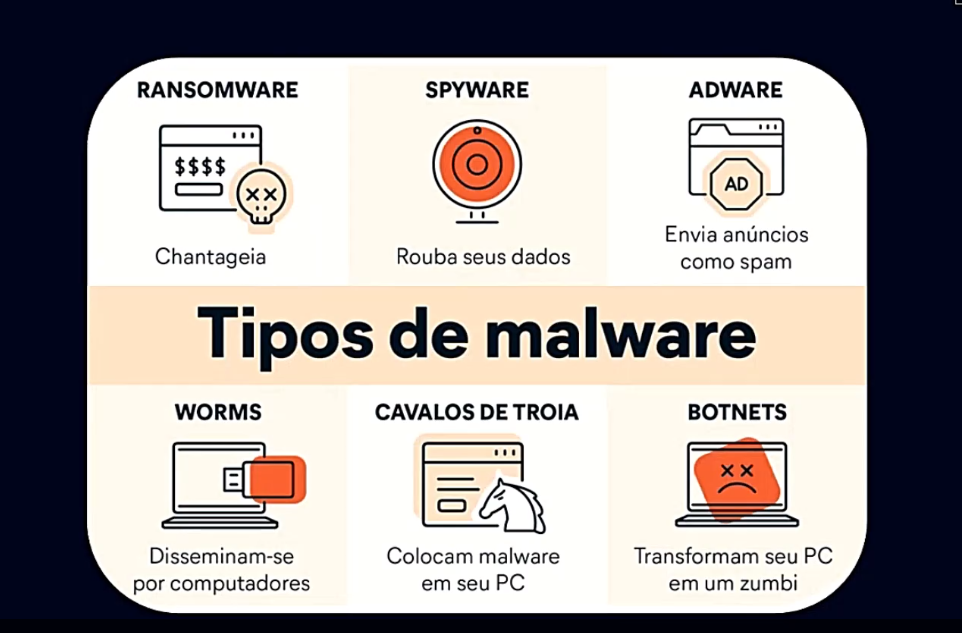 RANSOMWARE
$$$$
Chantageia
SPYWARE
Rouba seus dados
ADWARE
AD
Envia anúncios
como spam
Tipos de malware
WORMS
Disseminam-se
por computadores
CAVALOS DE TROIA
Colocam malware
em seu PC
BOTNETS
Transformam seu PC
em um zumbi